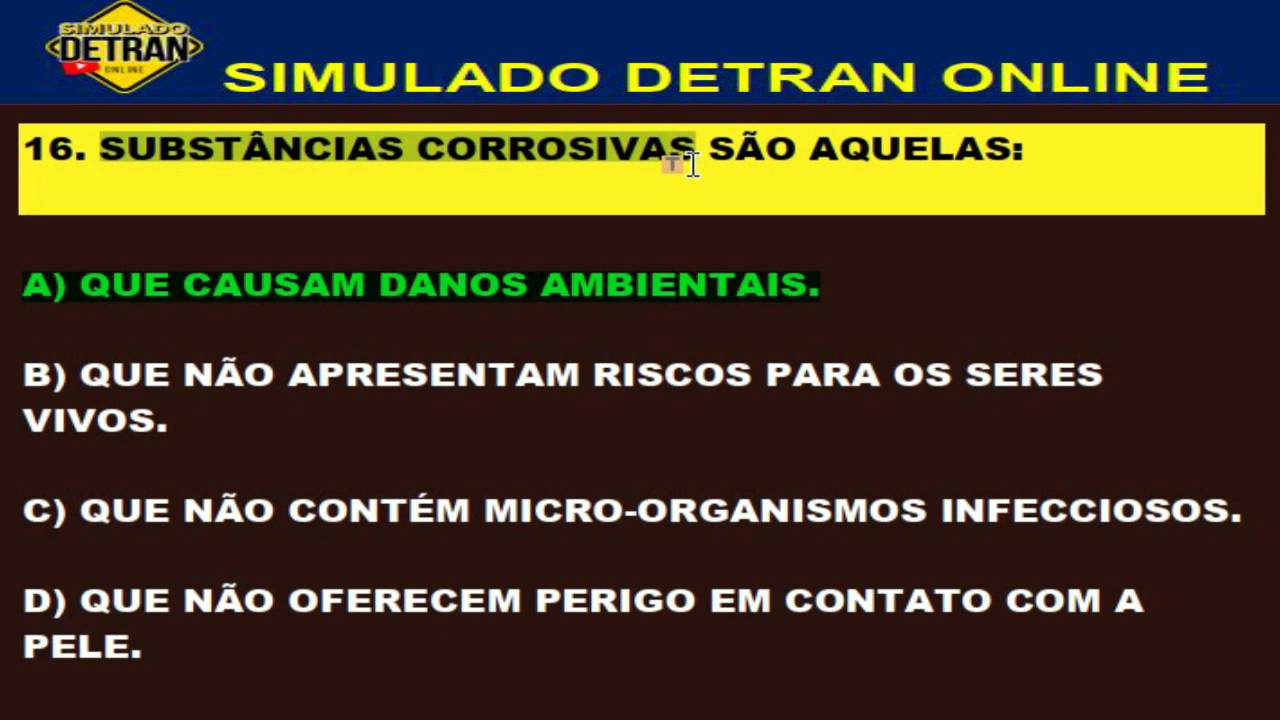 SIMULADO
DETRAN
ONLINE
SIMULADO DETRAN ONLINE
16. SUBSTÂNCIAS CORROSIVAS SÃO AQUELAS:
T
A) QUE CAUSAM DANOS AMBIENTAIS.
B) QUE NÃO APRESENTAM RISCOS PARA OS SERES
VIVOS.
C) QUE NÃO CONTÉM MICRO-ORGANISMOS INFECCIOSOS.
D) QUE NÃO OFERECEM PERIGO EM CONTATO COM A
PELE.